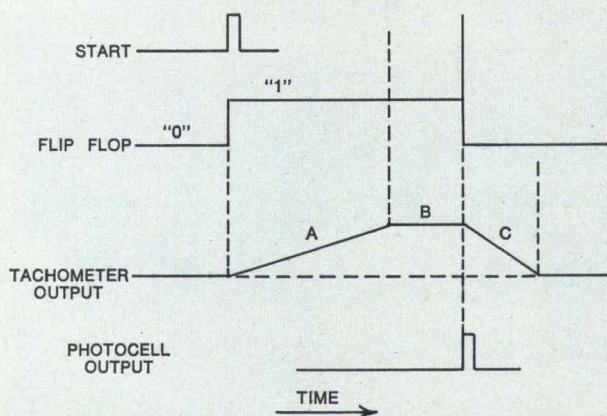 START
"1"
"0"
FLIP FLOP
A
B
C
TACHOMETER
OUTPUT
PHOTOCELL
OUTPUT
TIME